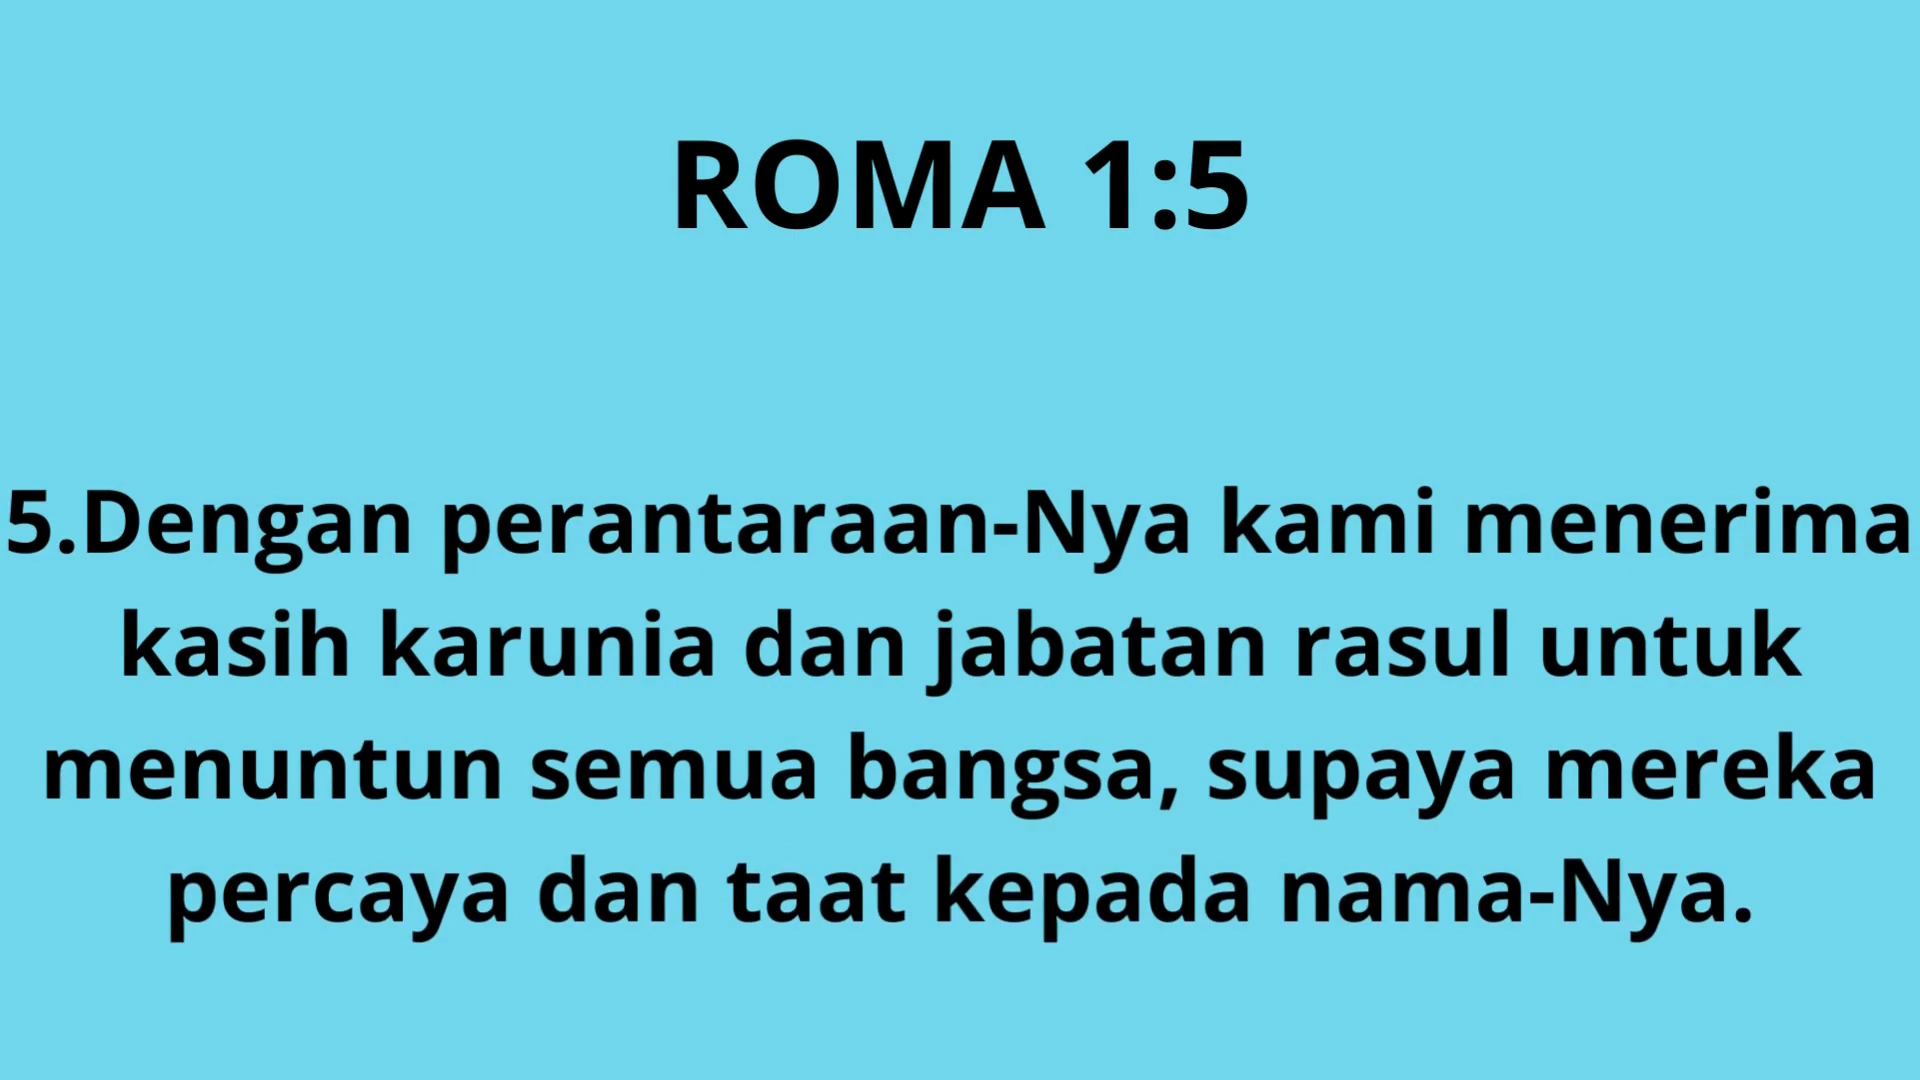 ROMA 1:5
5.Dengan perantaraan-Nya kami menerima
kasih karunia dan jabatan rasul untuk
menuntun semua bangsa, supaya mereka
percaya dan taat kepada nama-Nya.